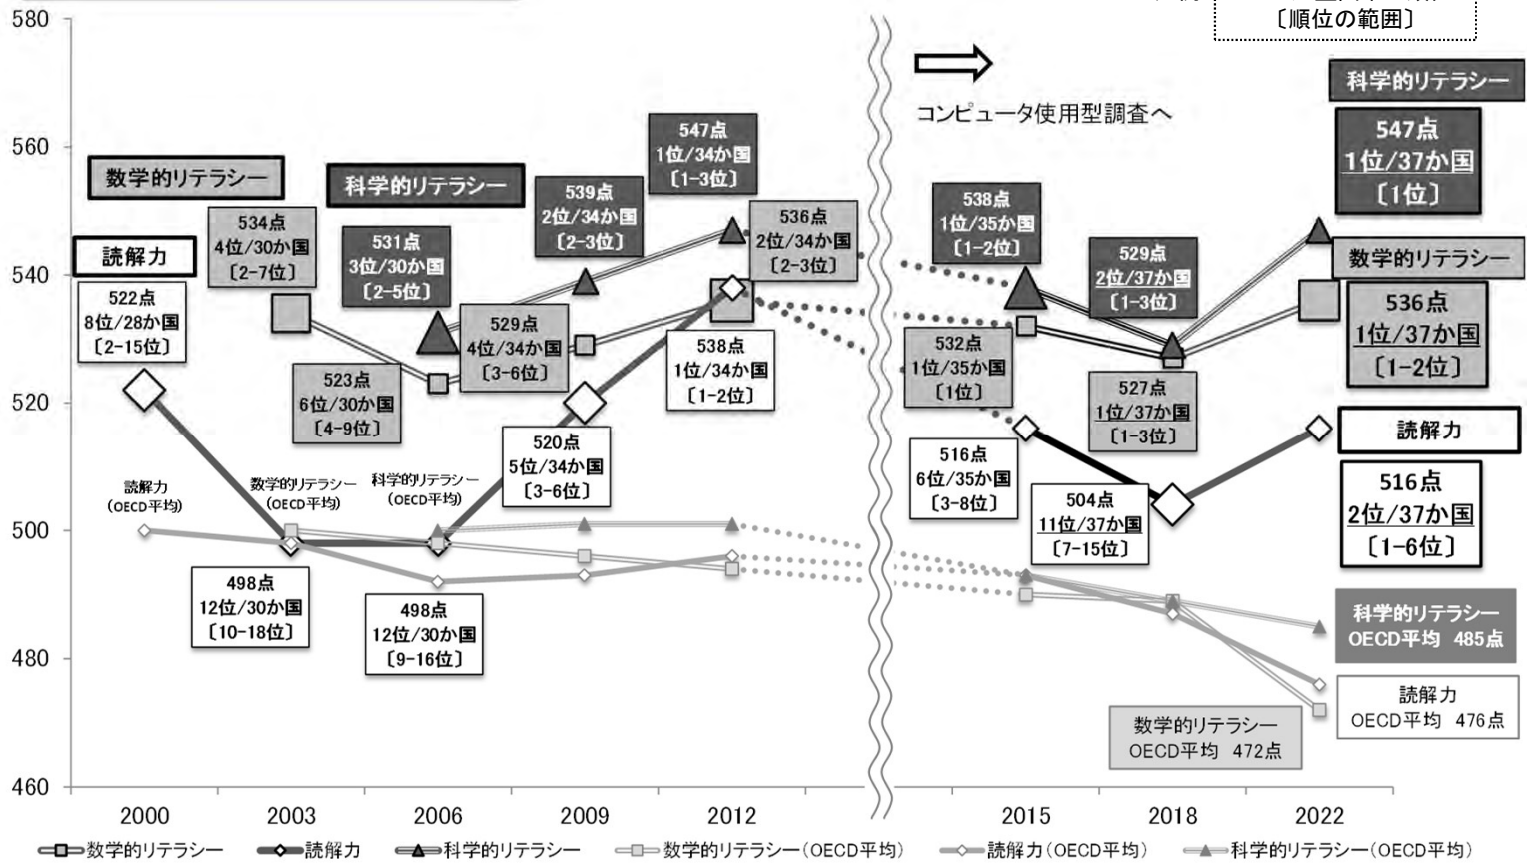 〔順位の範囲〕
580
560
540
520
500
480
460
コンピュータ使用型調査へ
数学的リテラシー
534点
4位/30か国
〔2-7位〕
523点
6位/30か国
〔4-9位〕
529点
4位/34か国
〔3-6位〕
536点
2位/34か国
〔2-3位〕
532点
1位/35か国
〔1位〕
527点
1位/37か国
〔1-3位〕
数学的リテラシー
536点
1位/37か国
〔1-2位〕
科学的リテラシー
531点
3位/30か国
〔2-5位〕
539点
2位/34か国
〔2-3位〕
547点
1位/34か国
〔1-3位〕
538点
1位/35か国
〔1-2位〕
529点
2位/37か国
〔1-3位〕
科学的リテラシー
547点
1位/37か国
〔1位〕
読解力
522点
8位/28か国
〔2-15位〕
498点
12位/30か国
〔10-18位〕
498点
12位/30か国
〔9-16位〕
520点
5位/34か国
〔3-6位〕
538点
1位/34か国
〔1-2位〕
516点
6位/35か国
〔3-8位〕
504点
11位/37か国
〔7-15位〕
読解力
516点
2位/37か国
〔1-6位〕
読解力
(OECD平均)
数学的リテラシー
(OECD平均)
科学的リテラシー
(OECD平均)
科学的リテラシー
OECD平均 485点
読解力
OECD平均 476点
数学的リテラシー
OECD平均 472点
2000
2003
2006
2009
2012
2015
2018
2022
数学的リテラシー
読解力
科学的リテラシー
数学的リテラシー(OECD平均)
読解力(OECD平均)
科学的リテラシー(OECD平均)